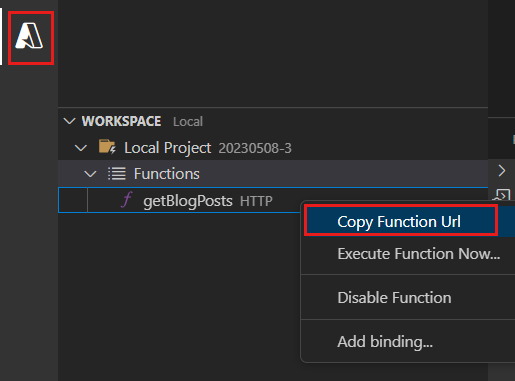 WORKSPACE Local
Local Project 20230508-3
Functions
getBlogPosts HTTP
Copy Function Url
Execute Function Now...
Disable Function
Add binding...